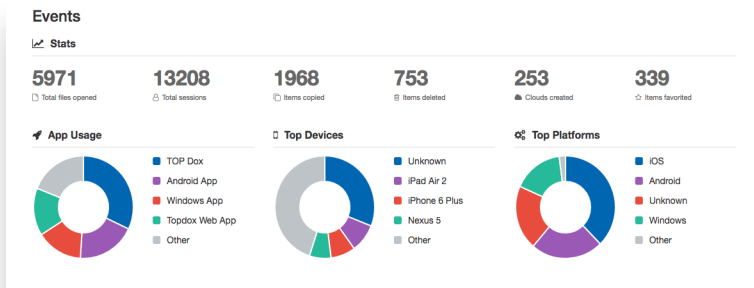 Events
Stats
5971 13208 1968 753 253 339
Total files opened Total sessions Items copied Items deleted Clouds created Items favorited
App Usage Top Devices Top Platforms
TOP Dox Unknown iOS
Android App iPad Air 2 Android
Windows App iPhone 6 Plus Unknown
Topdox Web App Nexus 5 Windows
Other Other Other